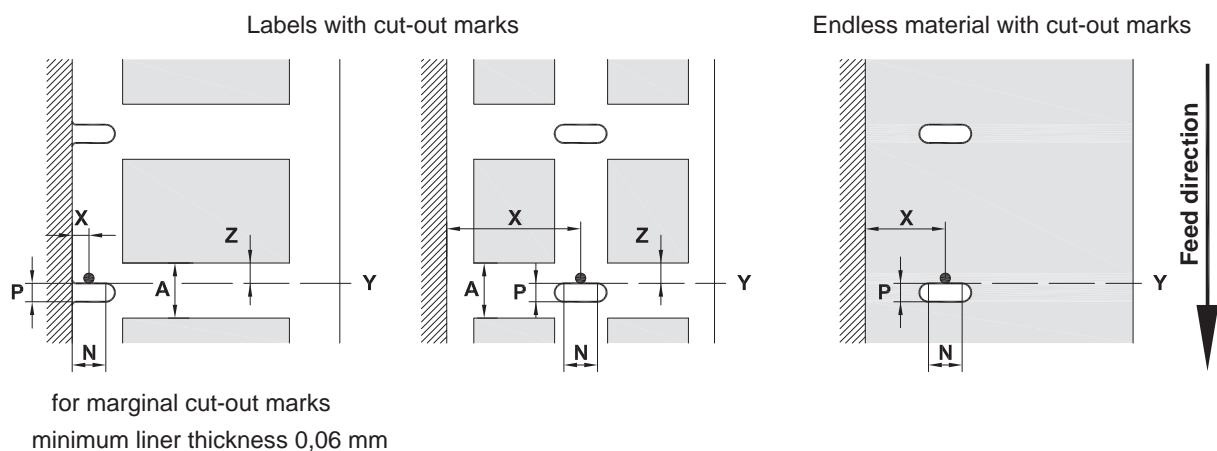 Labels with cut-out marks
Endless material with cut-out marks
X
Z
P
A
Y
N
X
Z
A
P
Y
N
X
P
Y
N
Feed direction
for marginal cut-out marks
minimum liner thickness 0,06 mm